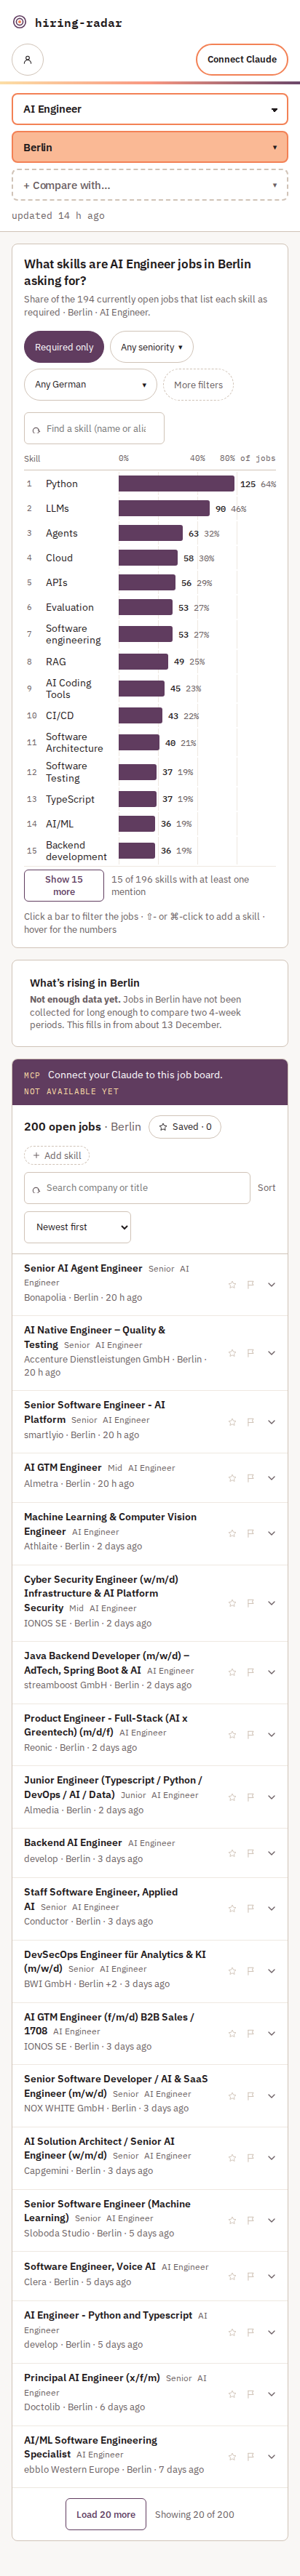 hiring-radar
Connect Claude
AI Engineer
Berlin
+ Compare with...
updated 14 h ago
What skills are AI Engineer jobs in Berlin
asking for?
Share of the 194 currently open jobs that list each skill as
required · Berlin · AI Engineer.
Required only
Any seniority
Any German
More filters
Find a skill (name or alia
Skill 0% 40% 80% of jobs
1 Python 125 64%
2 LLMs 90 46%
3 Agents 63 32%
4 Cloud 58 30%
5 APIs 56 29%
6 Evaluation 53 27%
7 Software
engineering 53 27%
8 RAG 49 25%
9 AI Coding
Tools 45 23%
10 CI/CD 43 22%
11 Software
Architecture 40 21%
12 Software
Testing 37 19%
13 TypeScript 37 19%
14 AI/ML 36 19%
15 Backend
development 36 19%
Show 15
more
15 of 196 skills with at least one
mention
Click a bar to filter the jobs · ⇧- or ⌘-click to add a skill ·
hover for the numbers
What's rising in Berlin
Not enough data yet. Jobs in Berlin have not been
collected for long enough to compare two 4-week
periods. This fills in from about 13 December.
MCP Connect your Claude to this job board.
NOT AVAILABLE YET
200 open jobs · Berlin
Saved · 0
+ Add skill
Search company or title
Sort
Newest first
Senior AI Agent Engineer Senior AI
Engineer
Bonapolia · Berlin · 20 h ago
AI Native Engineer – Quality &
Testing Senior AI Engineer
Accenture Dienstleistungen GmbH · Berlin ·
20 h ago
Senior Software Engineer - AI
Platform Senior AI Engineer
smartlyio · Berlin · 20 h ago
AI GTM Engineer Mid AI Engineer
Almetra · Berlin · 20 h ago
Machine Learning & Computer Vision
Engineer AI Engineer
Athlaite · Berlin · 2 days ago
Cyber Security Engineer (w/m/d)
Infrastructure & AI Platform
Security Mid AI Engineer
IONOS SE · Berlin · 2 days ago
Java Backend Developer (m/w/d) –
AdTech, Spring Boot & AI AI Engineer
streamboost GmbH · Berlin · 2 days ago
Product Engineer - Full-Stack (AI x
Greentech) (m/d/f) AI Engineer
Reonic · Berlin · 2 days ago
Junior Engineer (Typescript / Python /
DevOps / AI / Data) Junior AI Engineer
Almedia · Berlin · 2 days ago
Backend AI Engineer AI Engineer
develop · Berlin · 3 days ago
Staff Software Engineer, Applied
AI Senior AI Engineer
Conductor · Berlin · 3 days ago
DevSecOps Engineer für Analytics & KI
(m/w/d) Senior AI Engineer
BWI GmbH · Berlin +2 · 3 days ago
AI GTM Engineer (f/m/d) B2B Sales /
1708 AI Engineer
IONOS SE · Berlin · 3 days ago
Senior Software Developer / AI & SaaS
Engineer (m/w/d) Senior AI Engineer
NOX WHITE GmbH · Berlin · 3 days ago
AI Solution Architect / Senior AI
Engineer (w/m/d) Senior AI Engineer
Capgemini · Berlin · 3 days ago
Senior Software Engineer (Machine
Learning) Senior AI Engineer
Sloboda Studio · Berlin · 5 days ago
Software Engineer, Voice AI AI Engineer
Clera · Berlin · 5 days ago
AI Engineer - Python and Typescript AI
Engineer
develop · Berlin · 5 days ago
Principal AI Engineer (x/f/m) Senior AI
Engineer
Doctolib · Berlin · 6 days ago
AI/ML Software Engineering
Specialist AI Engineer
ebblo Western Europe · Berlin · 7 days ago
Load 20 more
Showing 20 of 200